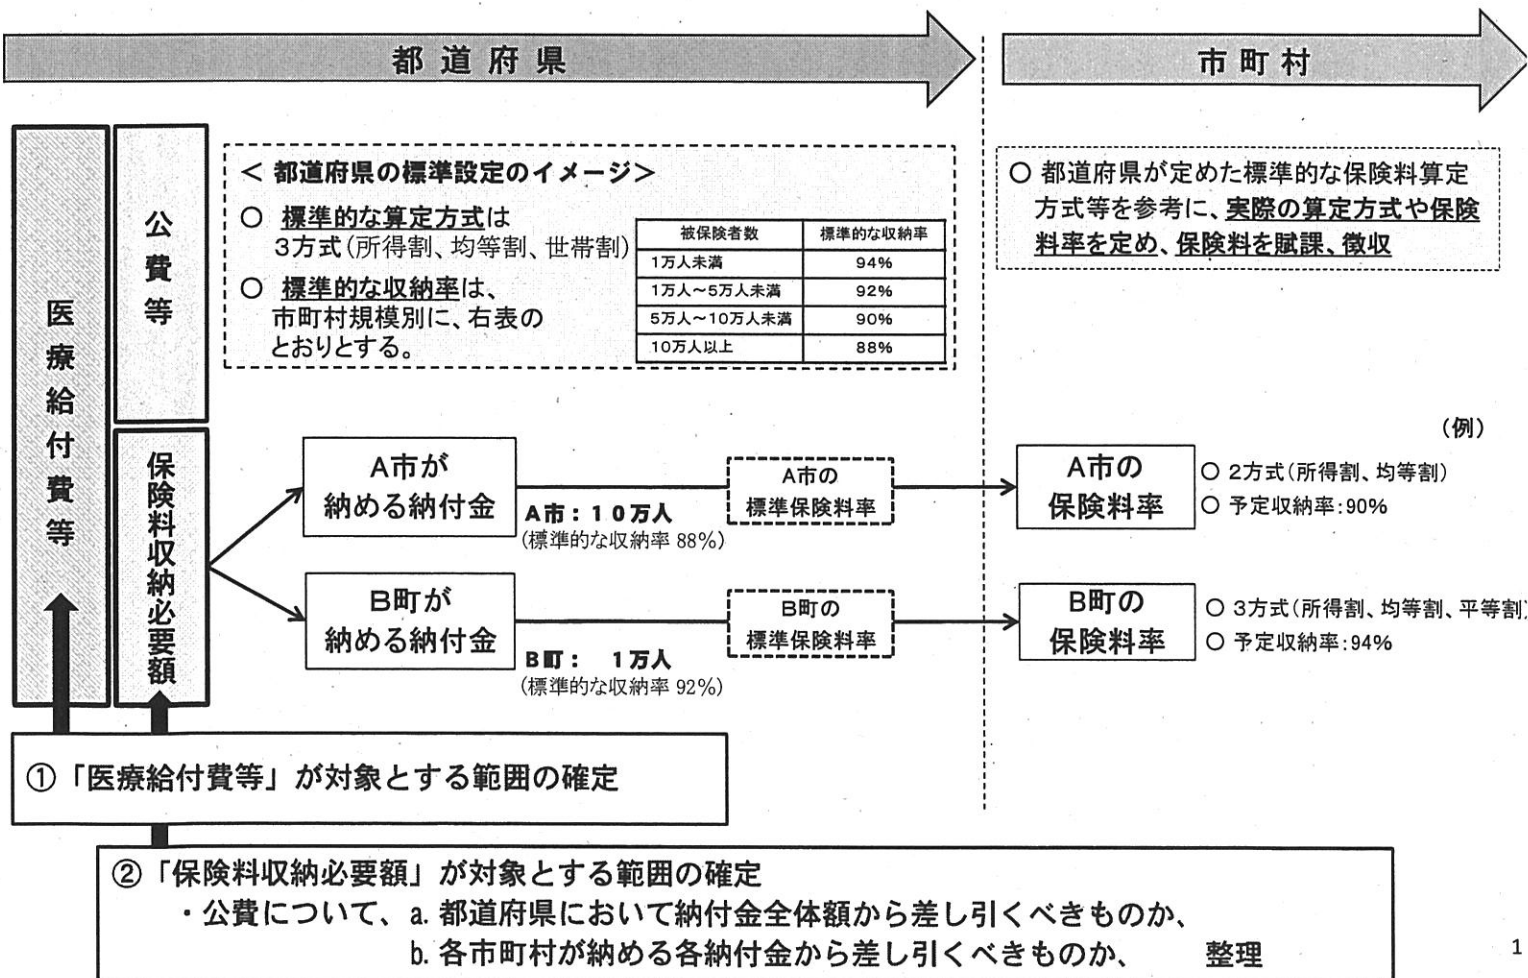 都道府県
市町村
医療給付費等
公費等
保険料収納必要額
< 都道府県の標準設定のイメージ>
○ 標準的な算定方式は
3方式(所得割、均等割、世帯割)
○ 標準的な収納率は、
市町村規模別に、右表の
とおりとする。
被保険者数 標準的な収納率
1万人未満 94%
1万人～5万人未満 92%
5万人～10万人未満 90%
10万人以上 88%
○ 都道府県が定めた標準的な保険料算定
方式等を参考に、実際の算定方式や保険
料率を定め、保険料を賦課、徴収
(例)
A市が
納める納付金
A市：10万人
(標準的な収納率 88%)
A市の
標準保険料率
A市の
保険料率
○ 2方式(所得割、均等割)
○ 予定収納率:90%
B町が
納める納付金
B町： 1万人
(標準的な収納率 92%)
B町の
標準保険料率
B町の
保険料率
○ 3方式(所得割、均等割、平等割)
○ 予定収納率:94%
①「医療給付費等」が対象とする範囲の確定
②「保険料収納必要額」が対象とする範囲の確定
・公費について、a. 都道府県において納付金全体額から差し引くべきものか、
b. 各市町村が納める各納付金から差し引くべきものか、 整理
1